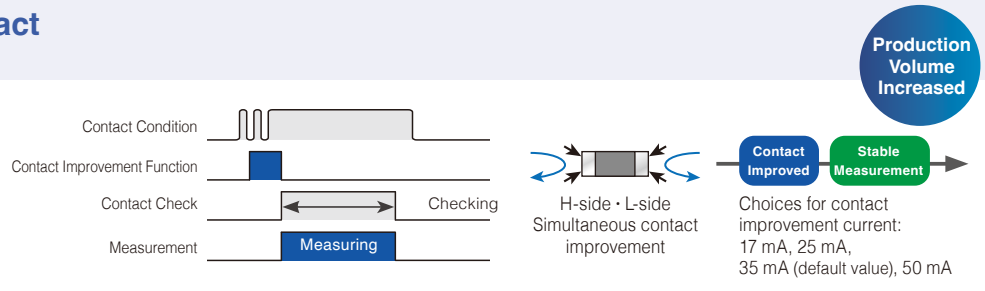 act
Production
Volume
Increased
Contact Condition
Contact Improvement Function
Contact Check
Checking
Measurement
Measuring
H-side・L-side
Simultaneous contact
improvement
Contact
Improved
Stable
Measurement
Choices for contact
improvement current:
17 mA, 25 mA,
35 mA (default value), 50 mA